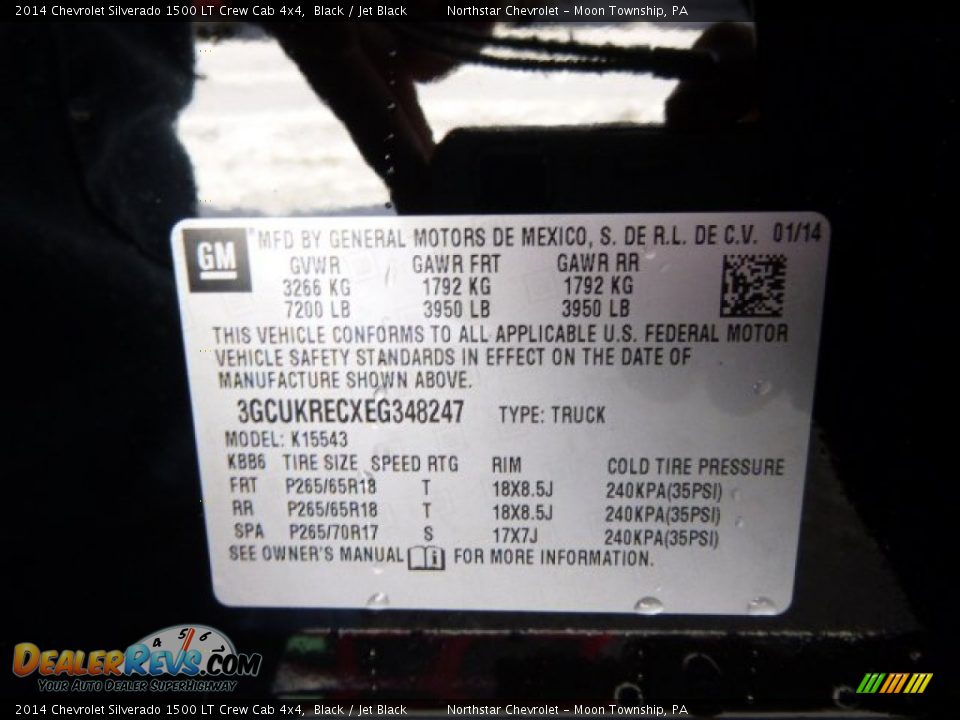 2014 Chevrolet Silverado 1500 LT Crew Cab 4x4, Black / Jet Black Northstar Chevrolet – Moon Township, PA
GM MFD BY GENERAL MOTORS DE MEXICO, S. DE R.L. DE C.V. 01/14
GVWR GAWR FRT GAWR RR
3266 KG 1792 KG 1792 KG
7200 LB 3950 LB 3950 LB
THIS VEHICLE CONFORMS TO ALL APPLICABLE U.S. FEDERAL MOTOR
VEHICLE SAFETY STANDARDS IN EFFECT ON THE DATE OF
MANUFACTURE SHOWN ABOVE.
3GCUKRECXEG348247 TYPE: TRUCK
MODEL: K15543
KBB6 TIRE SIZE SPEED RTG RIM COLD TIRE PRESSURE
FRT P265/65R18 T 18X8.5J 240KPA(35PSI)
RR P265/65R18 T 18X8.5J 240KPA(35PSI)
SPA P265/70R17 S 17X7J 240KPA(35PSI)
SEE OWNER'S MANUAL FOR MORE INFORMATION.
4 5 6
DEALERREVS.COM
YOUR AUTO DEALER SUPERHIGHWAY
2014 Chevrolet Silverado 1500 LT Crew Cab 4x4, Black / Jet Black Northstar Chevrolet – Moon Township, PA